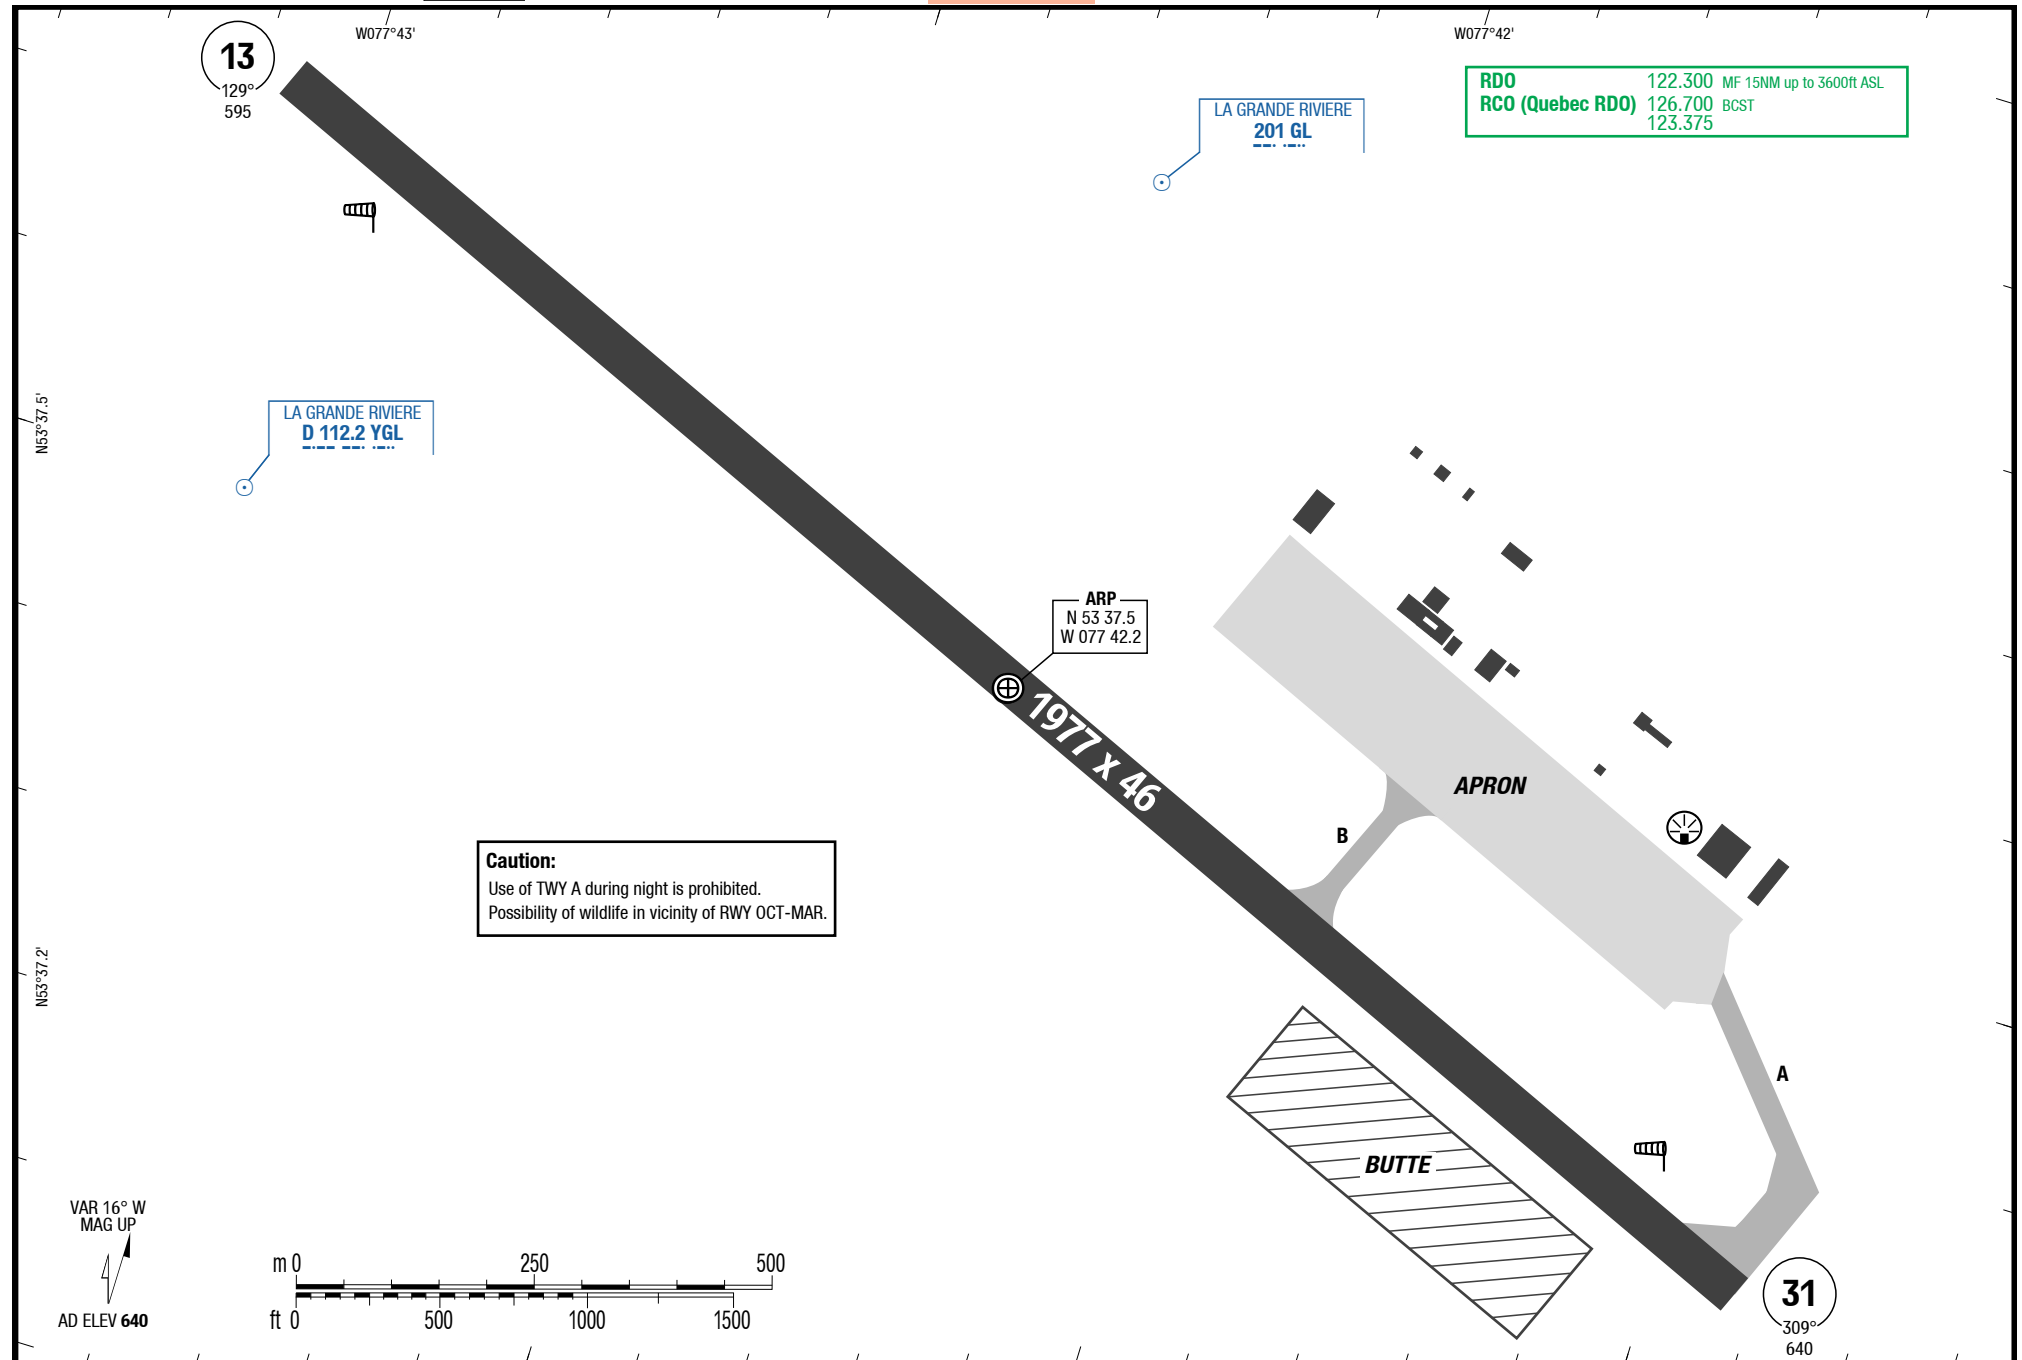 W077°43'
W077°42'
13
129°
595
LA GRANDE RIVIERE
201 GL
RDO 122.300 MF 15NM up to 3600ft ASL
RCO (Quebec RDO) 126.700 BCST
123.375
N53°37.5'
LA GRANDE RIVIERE
D 112.2 YGL
ARP
N 53 37.5
W 077 42.2
1977 x 46
APRON
B
Caution:
Use of TWY A during night is prohibited.
Possibility of wildlife in vicinity of RWY OCT-MAR.
N53°37.2'
A
BUTTE
VAR 16° W
MAG UP
AD ELEV 640
m 0 250 500
ft 0 500 1000 1500
31
309°
640